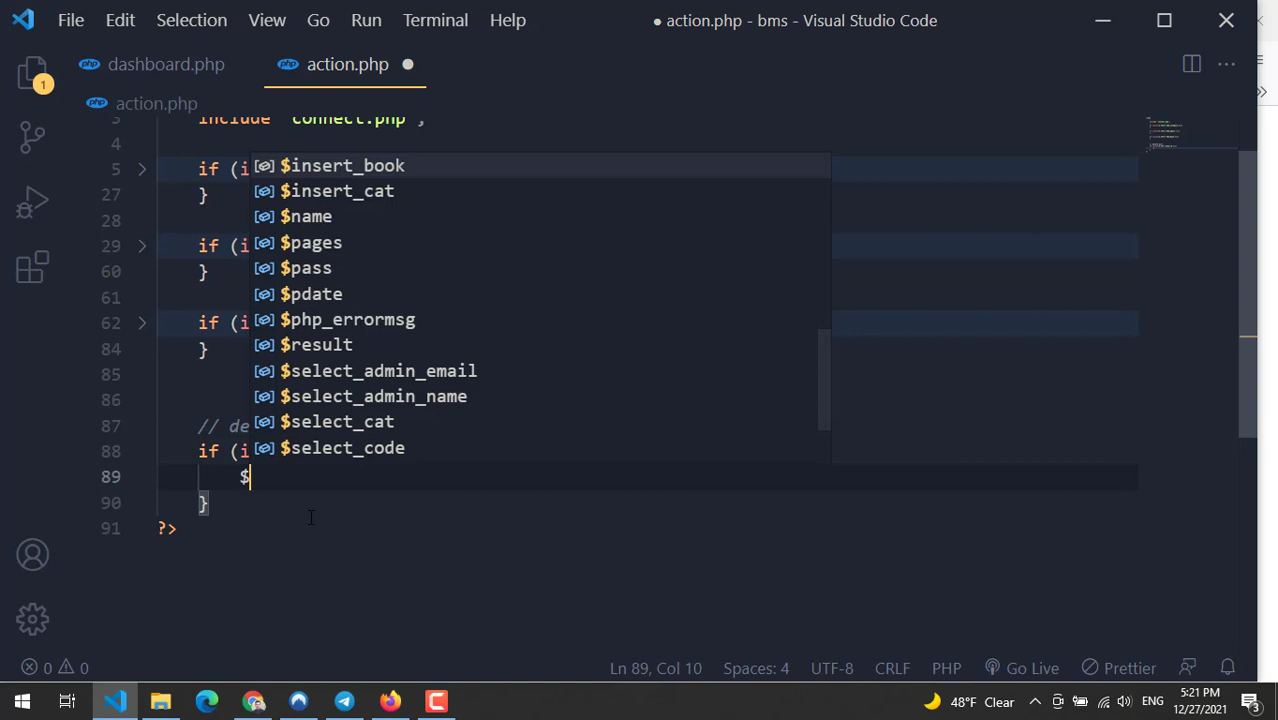 File Edit Selection View Go Run Terminal Help ● action.php - bms - Visual Studio Code
php dashboard.php php action.php ●
1
php action.php
3 include 'connect.php';
4
$insert_book
5 if (i
$insert_cat
27 }
$name
28
$pages
29 if (i
$pass
60 }
$pdate
61
$php_errormsg
62 if (i
$result
84 }
$select_admin_email
85
$select_admin_name
86
$select_cat
87 // de
$select_code
88 if (i
89 $
90 }
91 ?>
0 0 Ln 89, Col 10 Spaces: 4 UTF-8 CRLF PHP Go Live Prettier
48°F Clear ENG 5:21 PM
12/27/2021
3